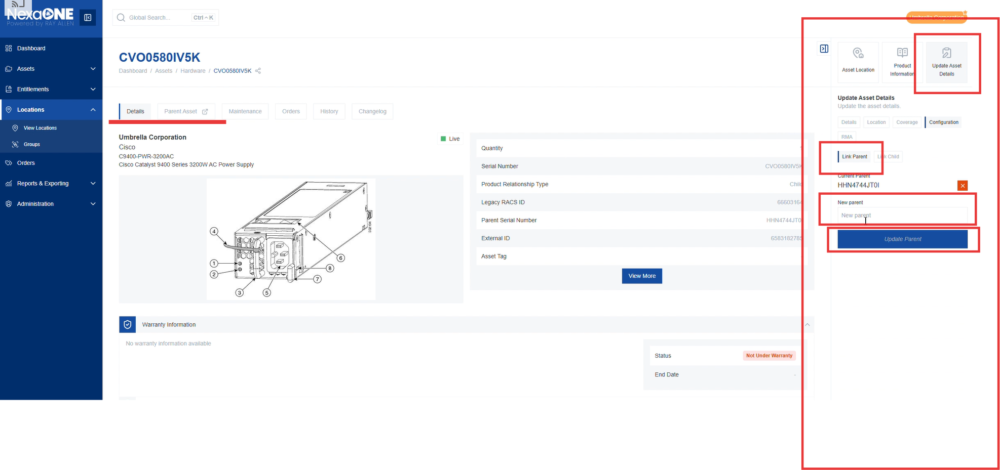 NexaONE
Powered by RAY ALLEN
Global Search...
Ctrl ^ K
Umbrella Corporation
Dashboard
Assets
Entitlements
Locations
View Locations
Groups
Orders
Reports & Exporting
Administration
CVO0580IV5K
Dashboard / Assets / Hardware / CVO0580IV5K
Details
Parent Asset
Maintenance
Orders
History
Changelog
Umbrella Corporation
Live
Cisco
C9400-PWR-3200AC
Cisco Catalyst 9400 Series 3200W AC Power Supply
4
1
2
3
5
6
8
7
332194
Quantity
Serial Number CVO0580IV5K
Product Relationship Type Child
Legacy RACS ID 66603164
Parent Serial Number HHN4744JT0I
External ID 6583182785
Asset Tag
View More
Warranty Information
No warranty information available
Status Not Under Warranty
End Date -
Asset Location
Product
Information
Update Asset
Details
Update Asset Details
Update the asset details.
Details
Location
Coverage
Configuration
RMA
Link Parent
Link Child
Current Parent
HHN4744JT0I
New parent
New parent
Update Parent